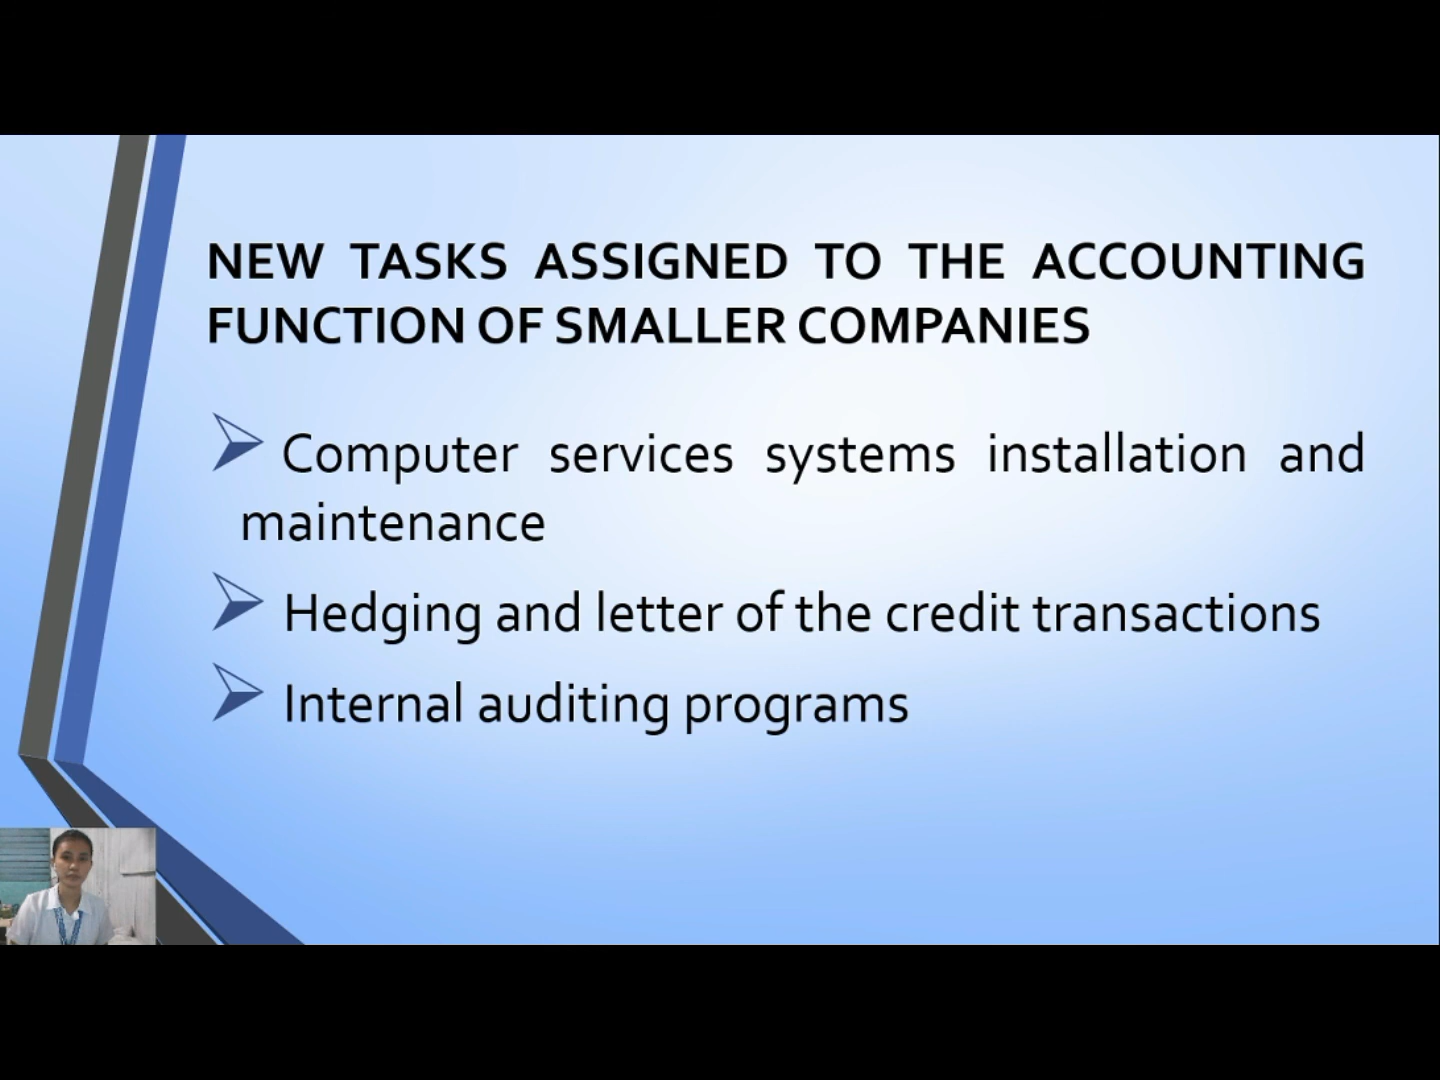 NEW TASKS ASSIGNED TO THE ACCOUNTING
FUNCTION OF SMALLER COMPANIES
Computer services systems installation and
maintenance
Hedging and letter of the credit transactions
Internal auditing programs